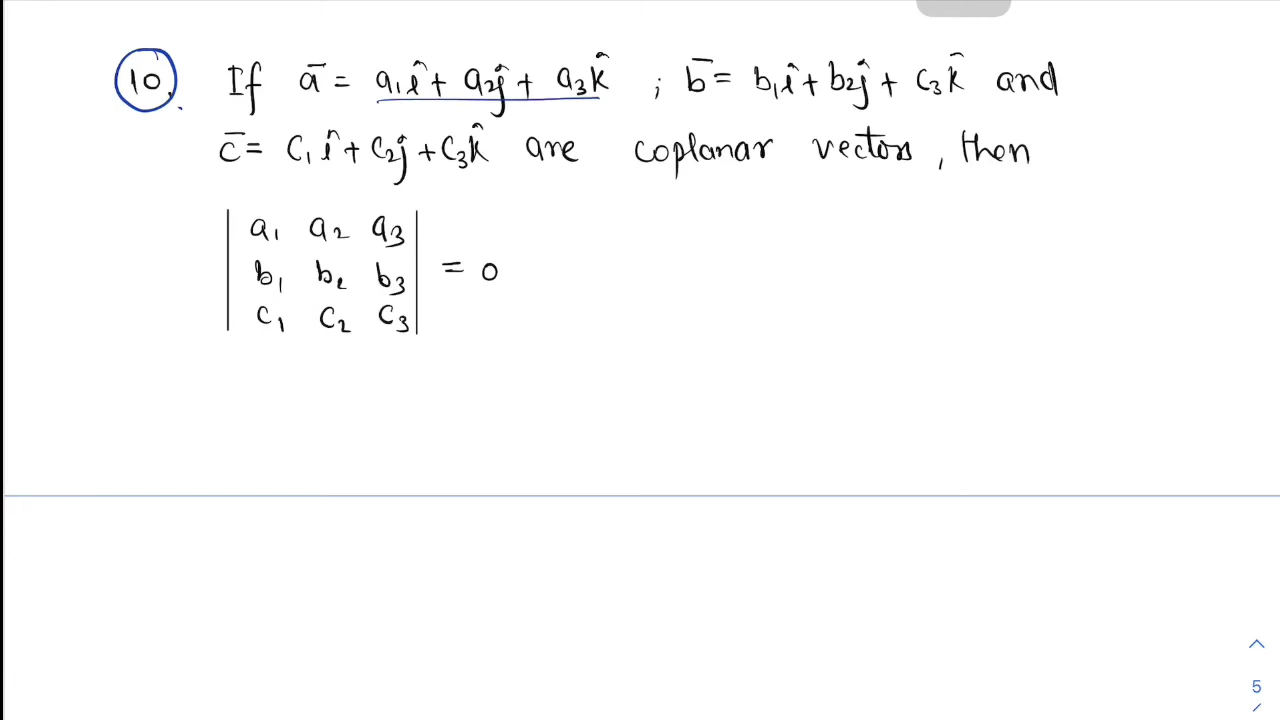 10. If ā = a₁î + a₂ĵ + a₃k̂ ; b̄ = b₁î + b₂ĵ + c₃k̂ and
c̄ = c₁î + c₂ĵ + c₃k̂ are coplanar vectors, then
| a₁ a₂ a₃ |
| b₁ b₂ b₃ | = 0
| c₁ c₂ c₃ |
5